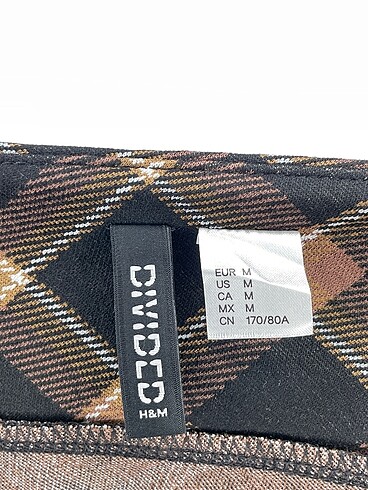 DIVIDED
H&M
EUR M
US M
CA M
MX M
CN 170/80A